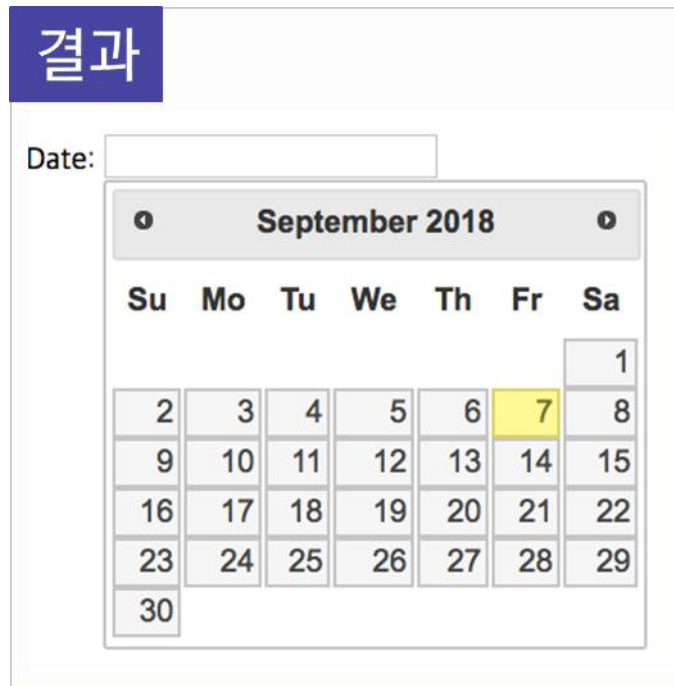 결과
Date:
September 2018
Su Mo Tu We Th Fr Sa
1
2 3 4 5 6 7 8
9 10 11 12 13 14 15
16 17 18 19 20 21 22
23 24 25 26 27 28 29
30